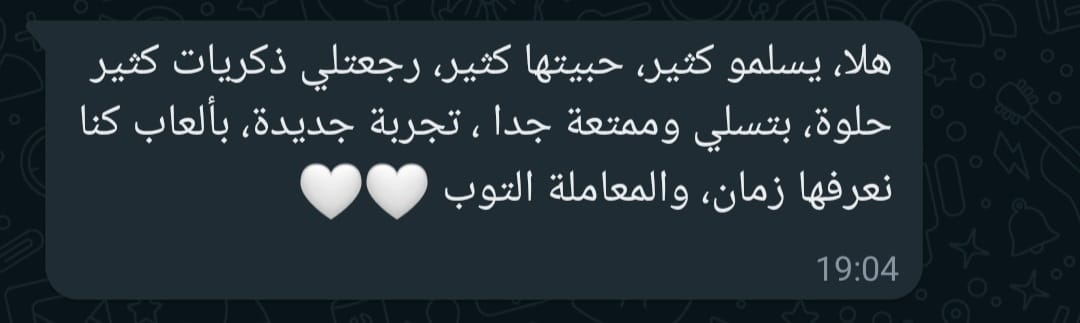 هلا، يسلمو كثير، حبيتها كثير، رجعتلي ذكريات كثير
حلوة، بتسلي وممتعة جدا ، تجربة جديدة، بألعاب كنا
نعرفها زمان، والمعاملة التوب 🤍🤍
19:04